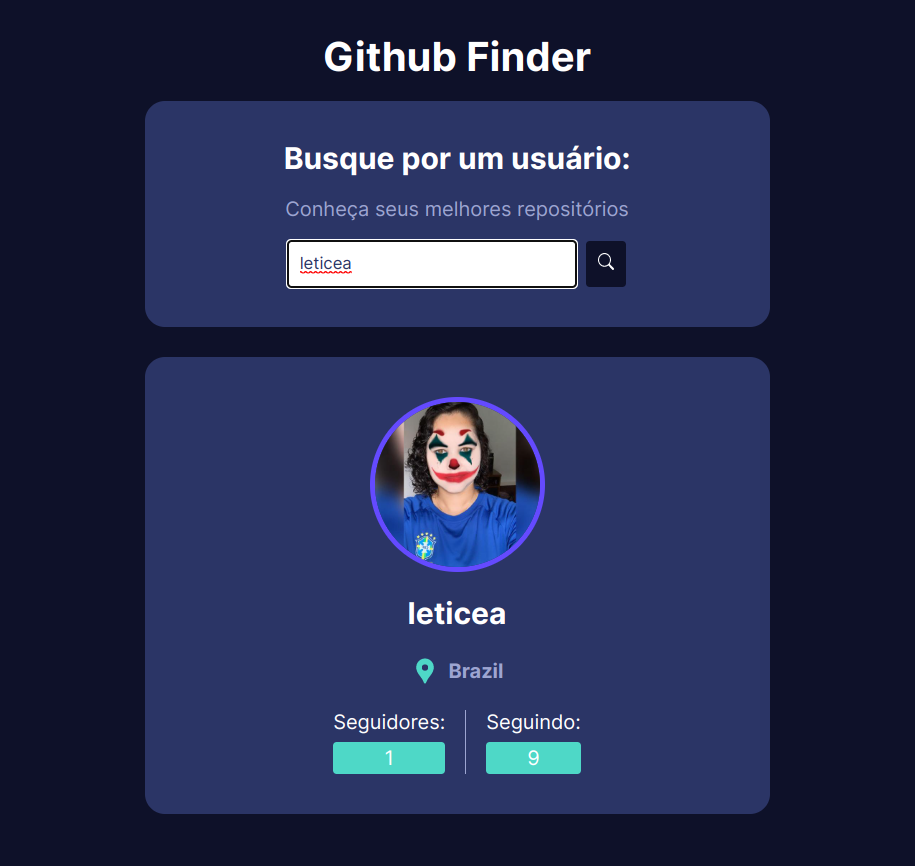 Github Finder
Busque por um usuário:
Conheça seus melhores repositórios
leticea
leticea
Brazil
Seguidores: Seguindo:
1 9